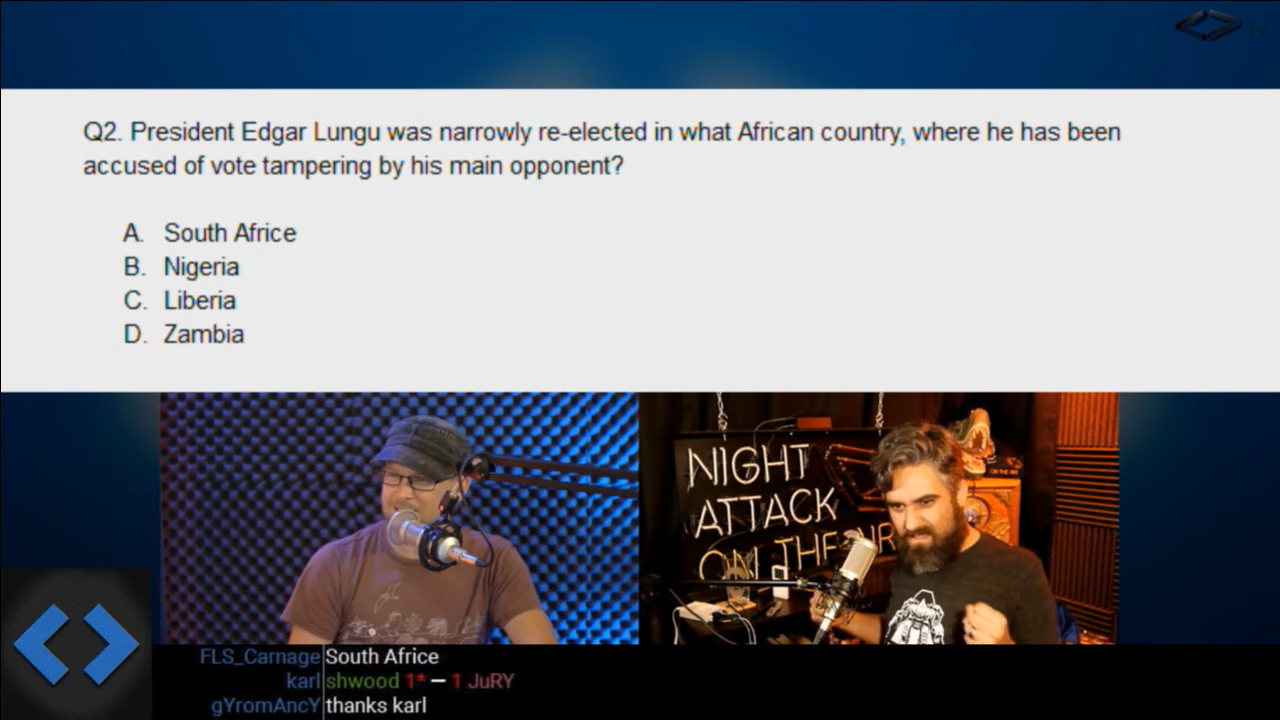 Q2. President Edgar Lungu was narrowly re-elected in what African country, where he has been
accused of vote tampering by his main opponent?
A. South Africe
B. Nigeria
C. Liberia
D. Zambia
NIGHT
ATTACK
ON THE AIR
FLS_Carnage South Africe
karl shwood 1* – 1 JuRY
gYromAncY thanks karl